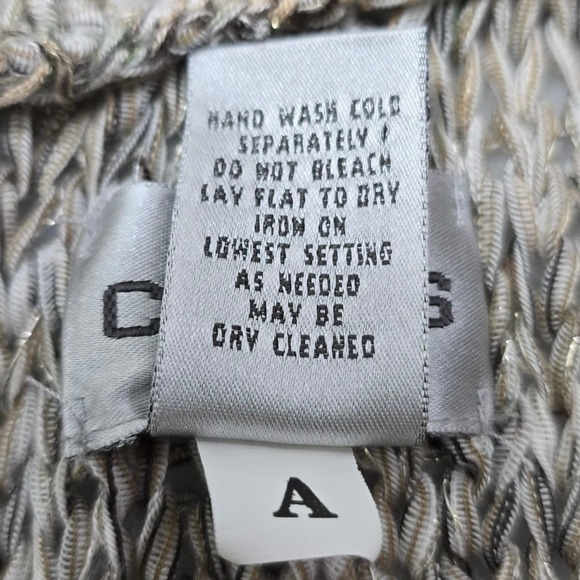 HAND WASH COLD
SEPARATELY /
DO NOT BLEACH
LAY FLAT TO DRY
IRON ON
LOWEST SETTING
AS NEEDED
MAY BE
DRY CLEANED
A